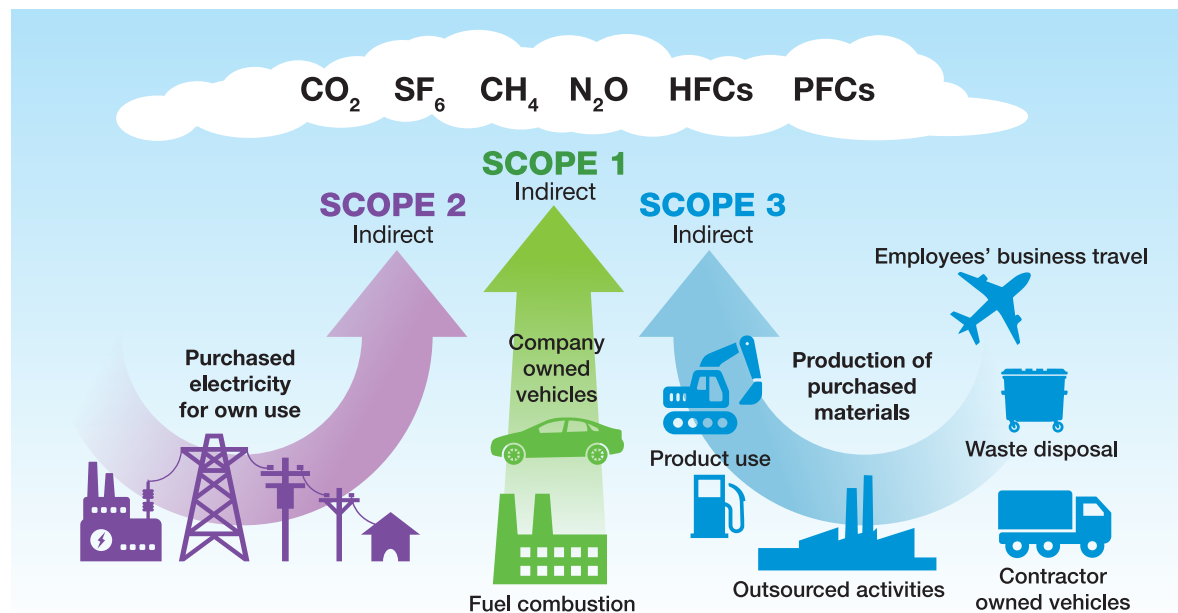 CO₂ SF₆ CH₄ N₂O HFCs PFCs
SCOPE 1
Indirect
SCOPE 2
Indirect
SCOPE 3
Indirect
Employees’ business travel
Purchased
electricity
for own use
Company
owned
vehicles
Production of
purchased
materials
Product use
Waste disposal
Fuel combustion
Outsourced activities
Contractor
owned vehicles